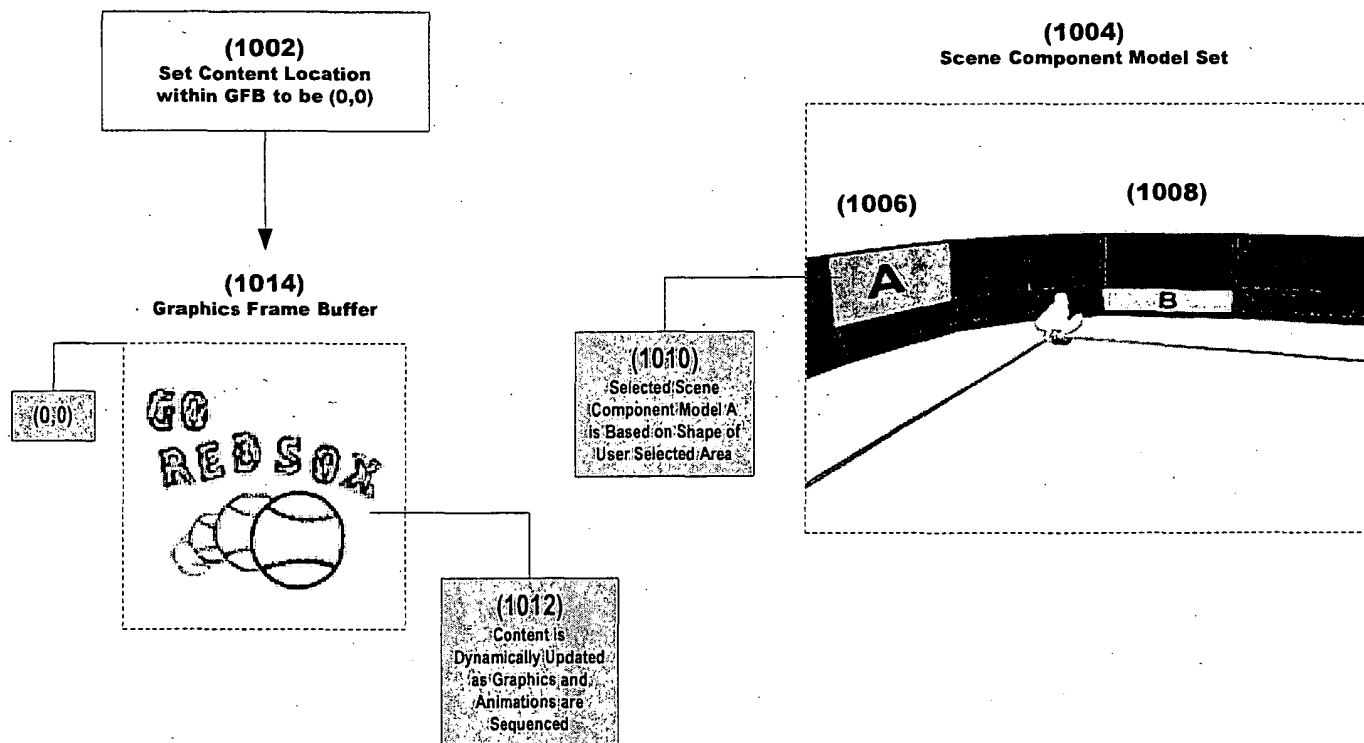 (1002)
Set Content Location
within GFB to be (0,0)
(1004)
Scene Component Model Set
(1006)
(1008)
A
B
(1014)
Graphics Frame Buffer
(0,0)
GO
REDSOX
(1010)
Selected Scene
Component Model A
is Based on Shape of
User Selected Area
(1012)
Content is
Dynamically Updated
as Graphics and
Animations are
Sequenced